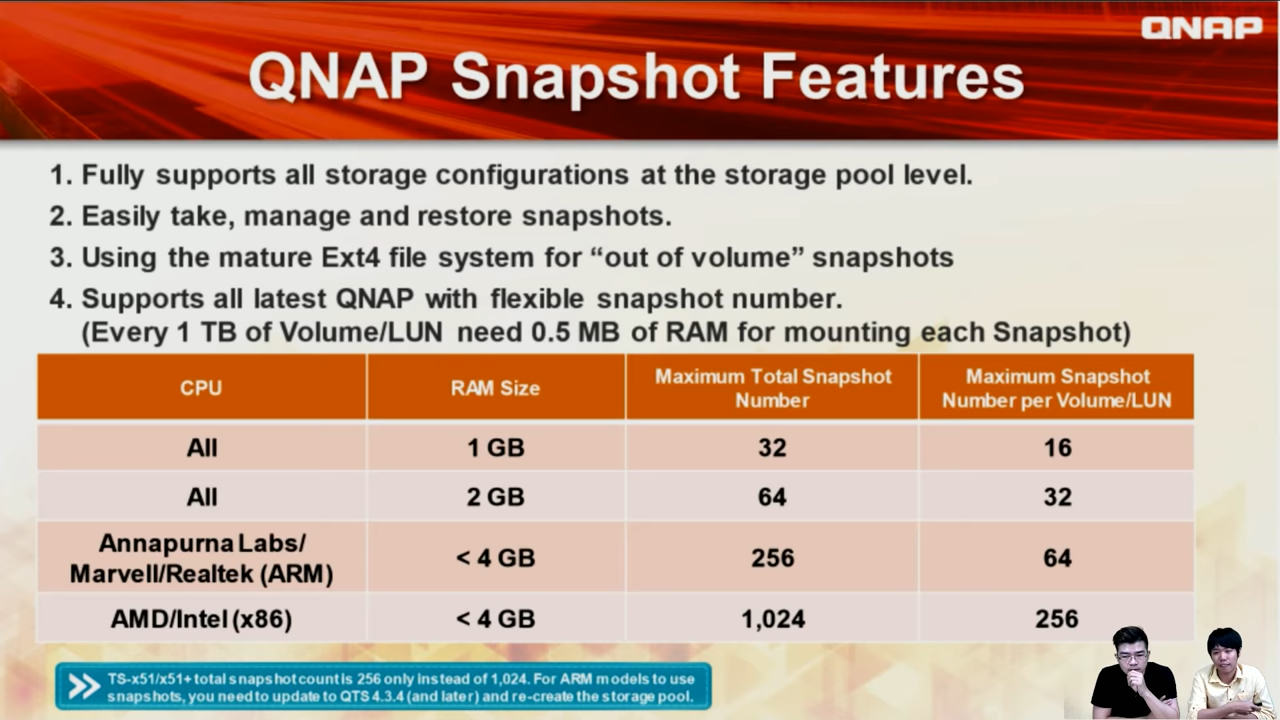 QNAP
QNAP Snapshot Features
1. Fully supports all storage configurations at the storage pool level.
2. Easily take, manage and restore snapshots.
3. Using the mature Ext4 file system for “out of volume” snapshots
4. Supports all latest QNAP with flexible snapshot number.
(Every 1 TB of Volume/LUN need 0.5 MB of RAM for mounting each Snapshot)
CPU
RAM Size
Maximum Total Snapshot
Number
Maximum Snapshot
Number per Volume/LUN
All
1 GB
32
16
All
2 GB
64
32
Annapurna Labs/
Marvell/Realtek (ARM)
< 4 GB
256
64
AMD/Intel (x86)
< 4 GB
1,024
256
TS-x51/x51+ total snapshot count is 256 only instead of 1,024. For ARM models to use
snapshots, you need to update to QTS 4.3.4 (and later) and re-create the storage pool.